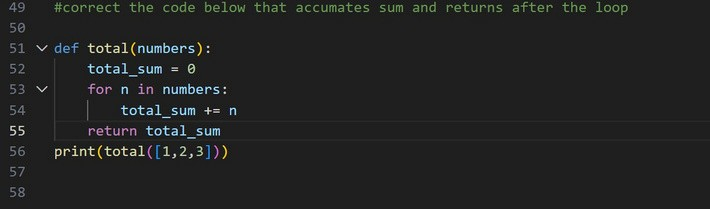 49 #correct the code below that accumates sum and returns after the loop
50
51 def total(numbers):
52     total_sum = 0
53     for n in numbers:
54         total_sum += n
55     return total_sum
56 print(total([1,2,3]))
57
58